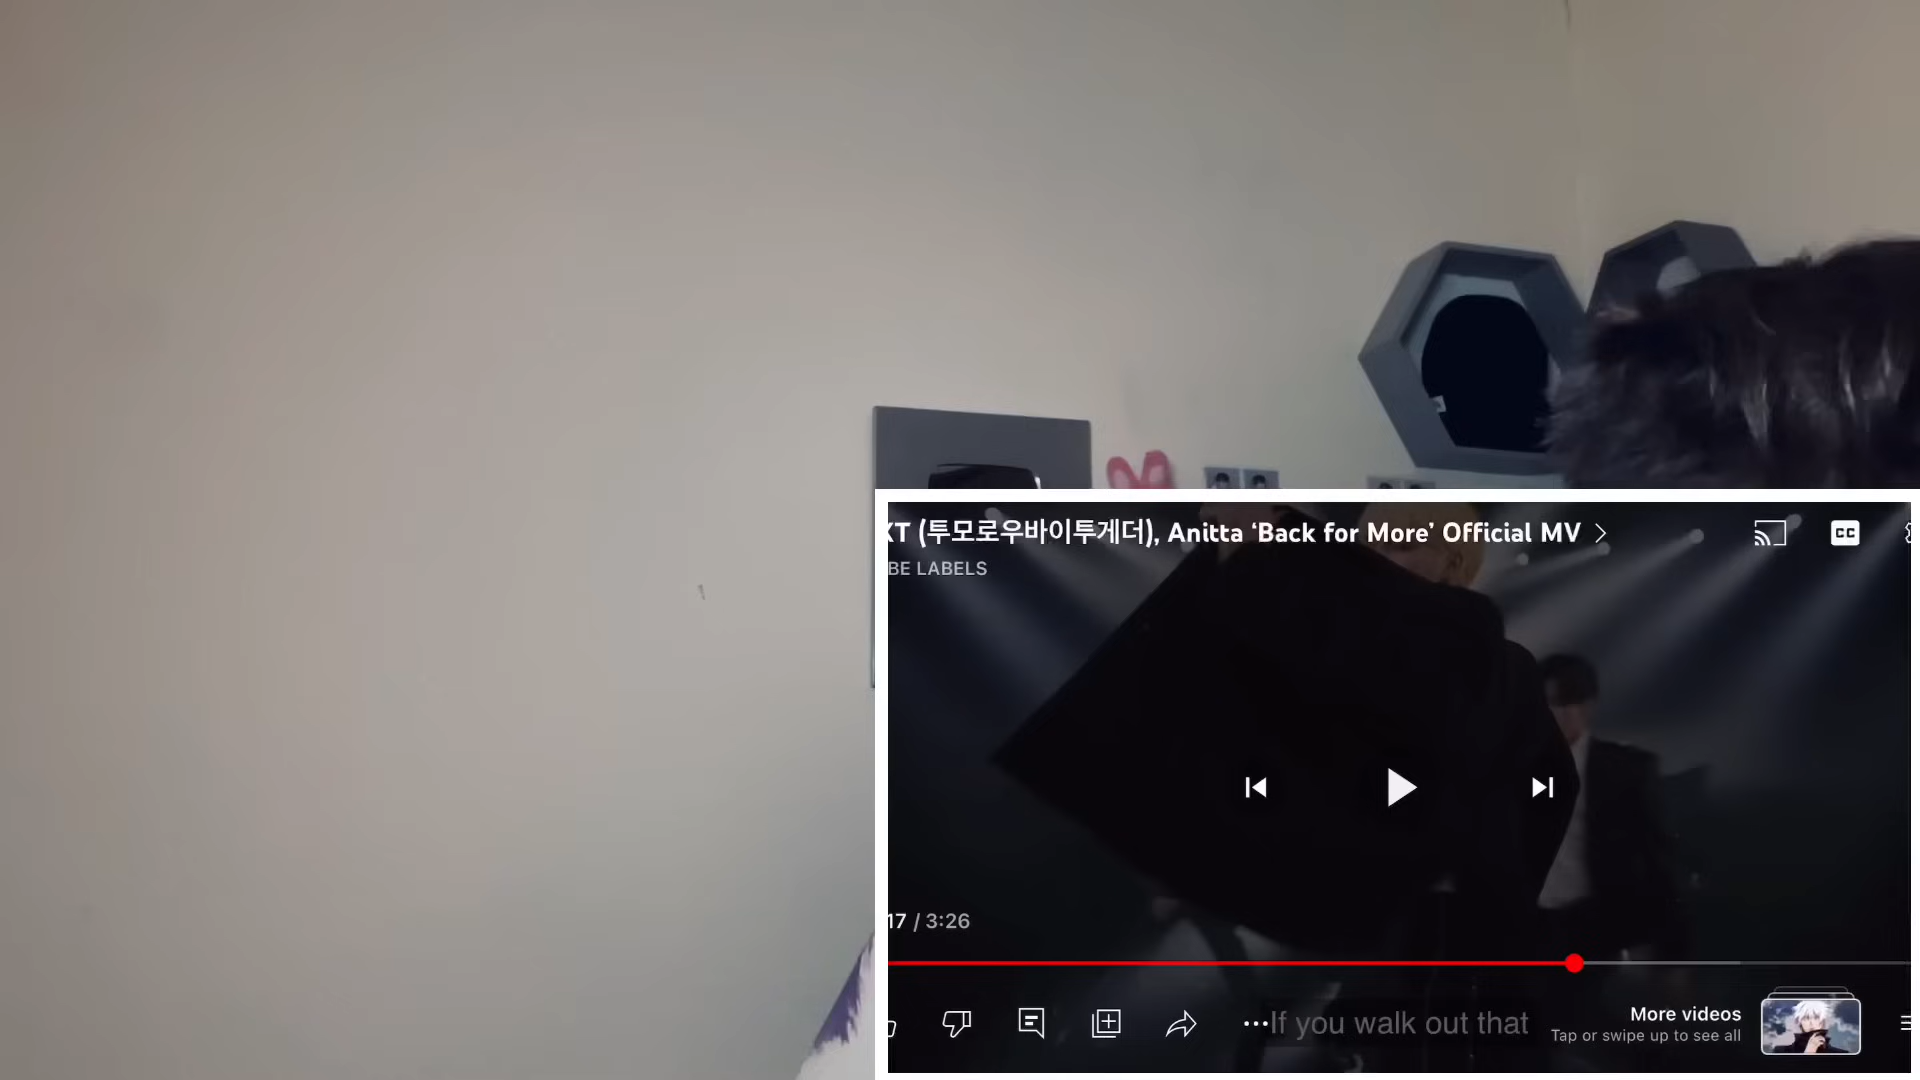 XT (투모로우바이투게더), Anitta ‘Back for More’ Official MV
BE LABELS
17 / 3:26
If you walk out that
More videos
Tap or swipe up to see all